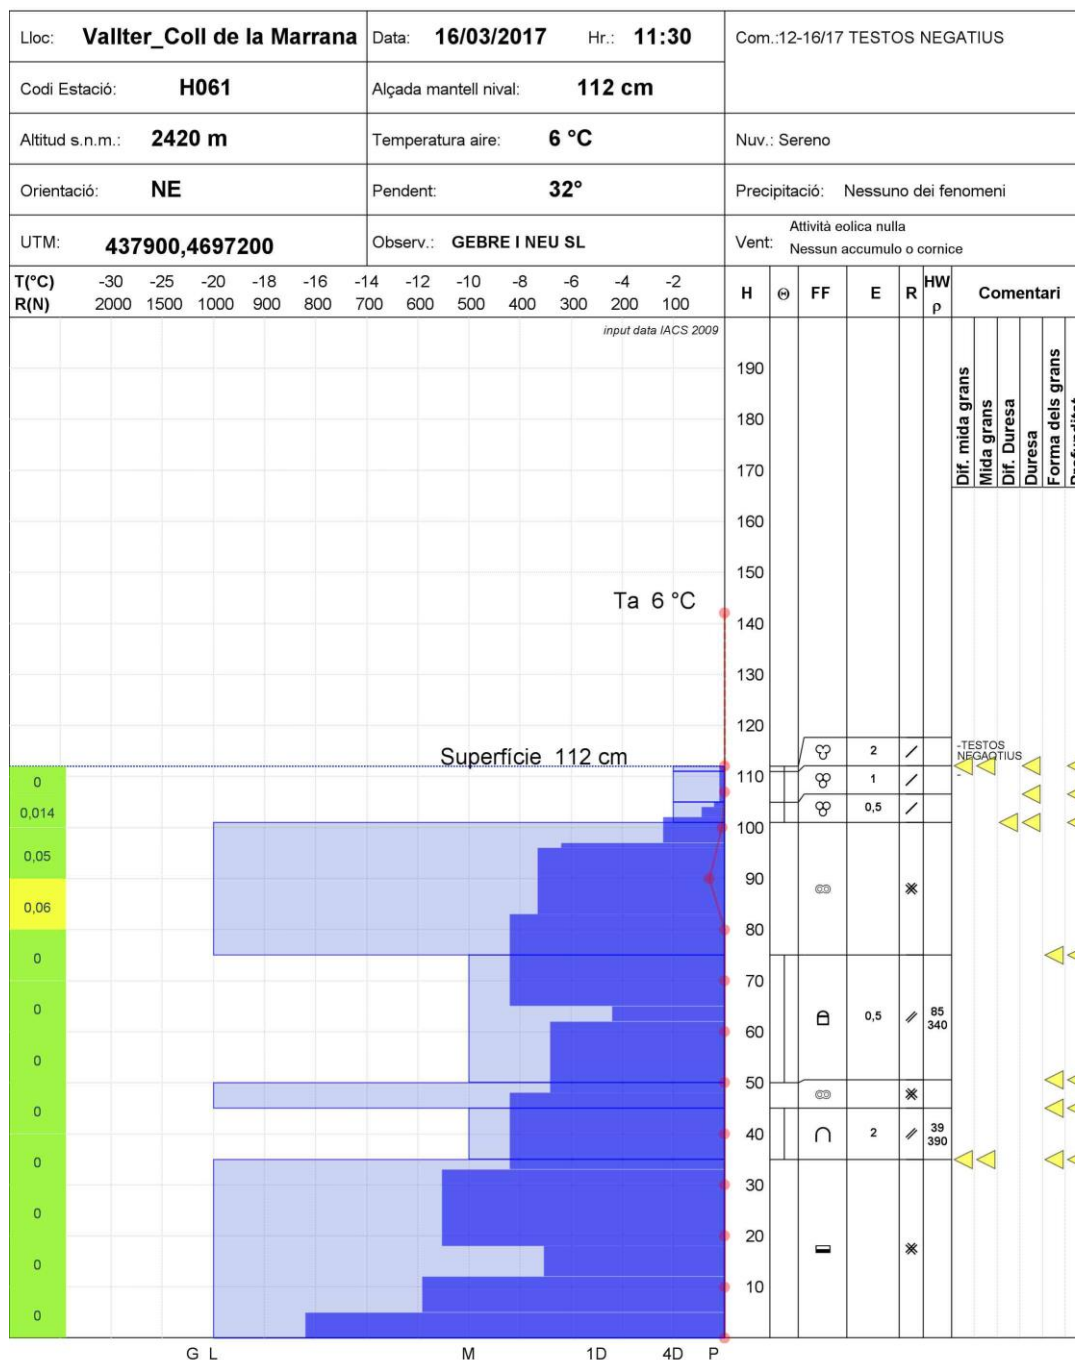 Lloc: Vallter_Coll de la Marrana Data: 16/03/2017 Hr.: 11:30 Com.:12-16/17 TESTOS NEGATIUS
Codi Estació: H061 Alçada mantell nival: 112 cm
Altitud s.n.m.: 2420 m Temperatura aire: 6 °C Nuv.: Sereno
Orientació: NE Pendent: 32° Precipitació: Nessuno dei fenomeni
UTM: 437900,4697200 Observ.: GEBRE I NEU SL Vent: Attività eolica nulla
Nessun accumulo o cornice
T(°C) -30 -25 -20 -18 -16 -14 -12 -10 -8 -6 -4 -2
R(N) 2000 1500 1000 900 800 700 600 500 400 300 200 100
H Θ FF E R HW ρ Comentari
input data IACS 2009
Dif. mida grans
Mida grans
Dif. Duresa
Duresa
Forma dels grans
190
180
170
160
150
Ta 6 °C
140
130
120
2 -TESTOS
NEGAOTIUS
Superfície 112 cm
0 110 1 -
0,014 0,5
100
0,05
90
0,06
80
0
70
0 0,5 85
340
60
0
50
0
40 2 39
390
0
30
0
20
0
10
0
G L M 1D 4D P